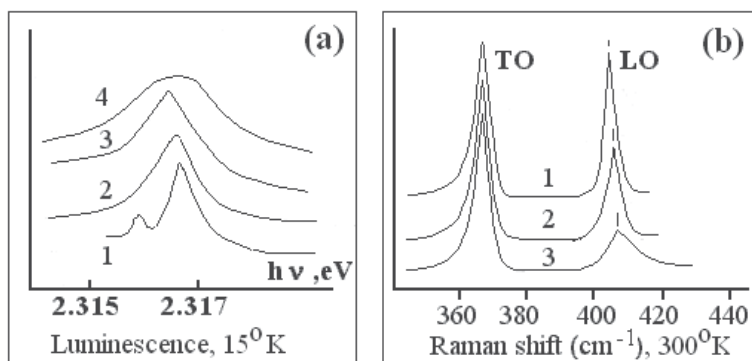 (a)
4
3
2
1
h ν ,eV
2.315 2.317
Luminescence, 15°K
(b)
TO LO
1
2
3
360 380 400 420 440
Raman shift (cm-1), 300°K